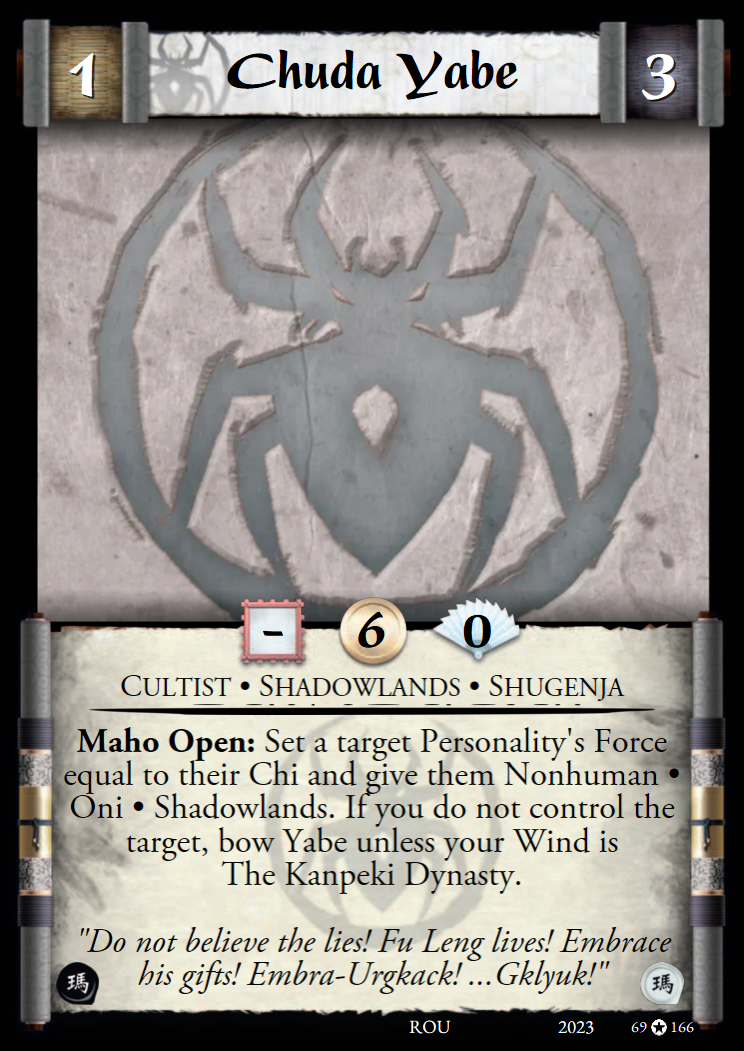 1 Chuda Yabe 3
- 6 0
CULTIST • SHADOWLANDS • SHUGENJA
Maho Open: Set a target Personality's Force
equal to their Chi and give them Nonhuman •
Oni • Shadowlands. If you do not control the
target, bow Yabe unless your Wind is
The Kanpeki Dynasty.
"Do not believe the lies! Fu Leng lives! Embrace
his gifts! Embra-Urgkack! ...Gklyuk!"
瑪 瑪
ROU 2023 69 ✪ 166